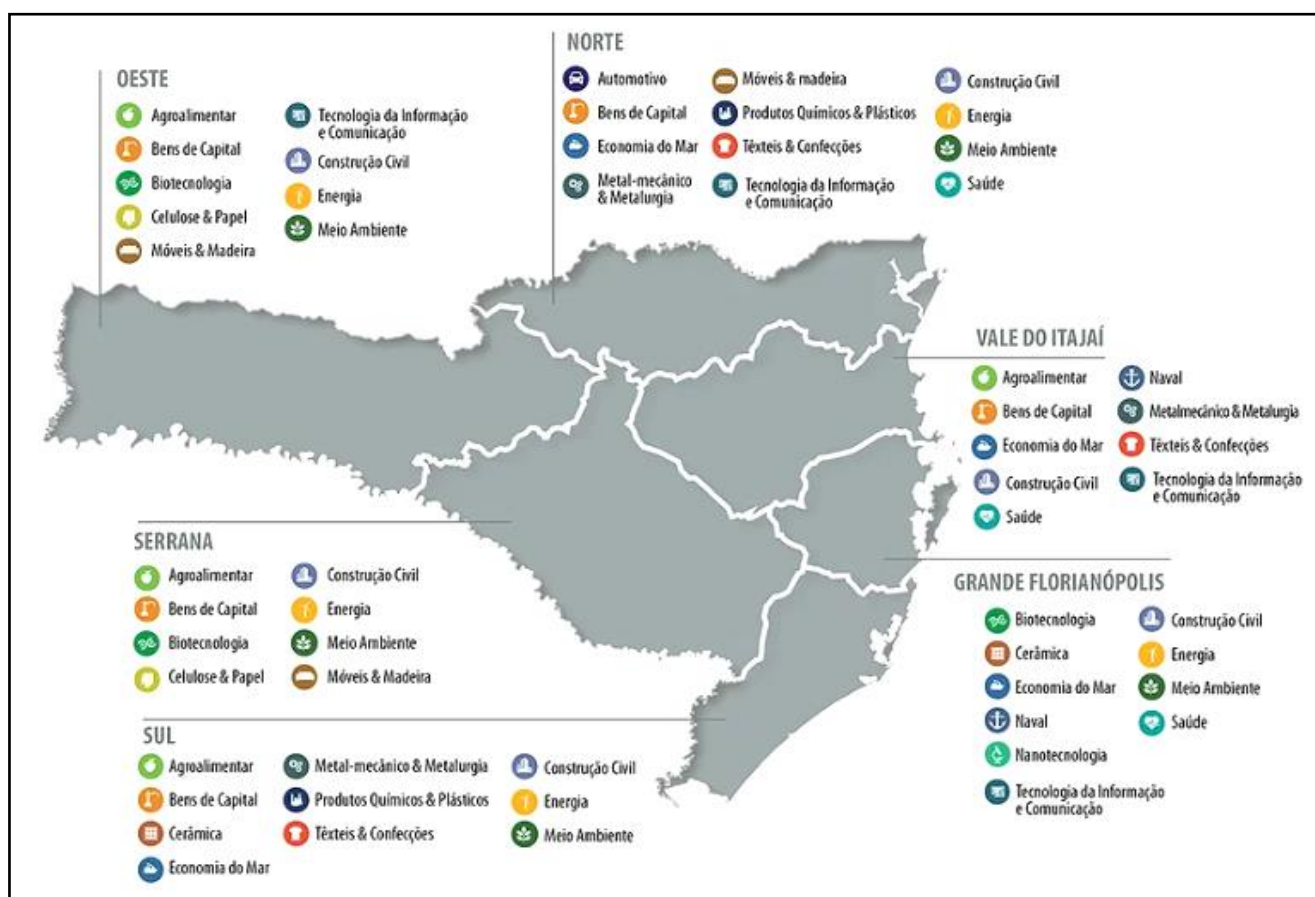 OESTE
Agroalimentar
Bens de Capital
Biotecnologia
Celulose & Papel
Móveis & Madeira
Tecnologia da Informação
e Comunicação
Construção Civil
Energia
Meio Ambiente
NORTE
Automotivo
Bens de Capital
Economia do Mar
Metal-mecânico
& Metalurgia
Móveis & madeira
Produtos Químicos & Plásticos
Têxteis & Confecções
Tecnologia da Informação
e Comunicação
Construção Civil
Energia
Meio Ambiente
Saúde
VALE DO ITAJAÍ
Agroalimentar
Bens de Capital
Economia do Mar
Construção Civil
Saúde
Naval
Metalmecânico & Metalurgia
Têxteis & Confecções
Tecnologia da Informação
e Comunicação
SERRANA
Agroalimentar
Bens de Capital
Biotecnologia
Celulose & Papel
Construção Civil
Energia
Meio Ambiente
Móveis & Madeira
GRANDE FLORIANÓPOLIS
Biotecnologia
Cerâmica
Economia do Mar
Naval
Nanotecnologia
Tecnologia da Informação
e Comunicação
Construção Civil
Energia
Meio Ambiente
Saúde
SUL
Agroalimentar
Bens de Capital
Cerâmica
Economia do Mar
Metal-mecânico & Metalurgia
Produtos Químicos & Plásticos
Têxteis & Confecções
Construção Civil
Energia
Meio Ambiente